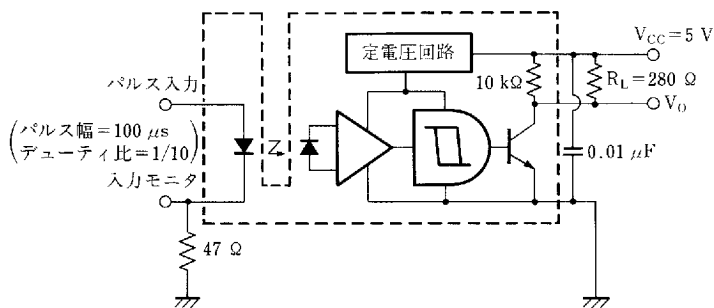 定電圧回路
V_CC=5 V
10 kΩ
R_L=280 Ω
V_O
パルス入力
(パルス幅=100 μs
デューティ比=1/10)
入力モニタ
0.01 μF
47 Ω